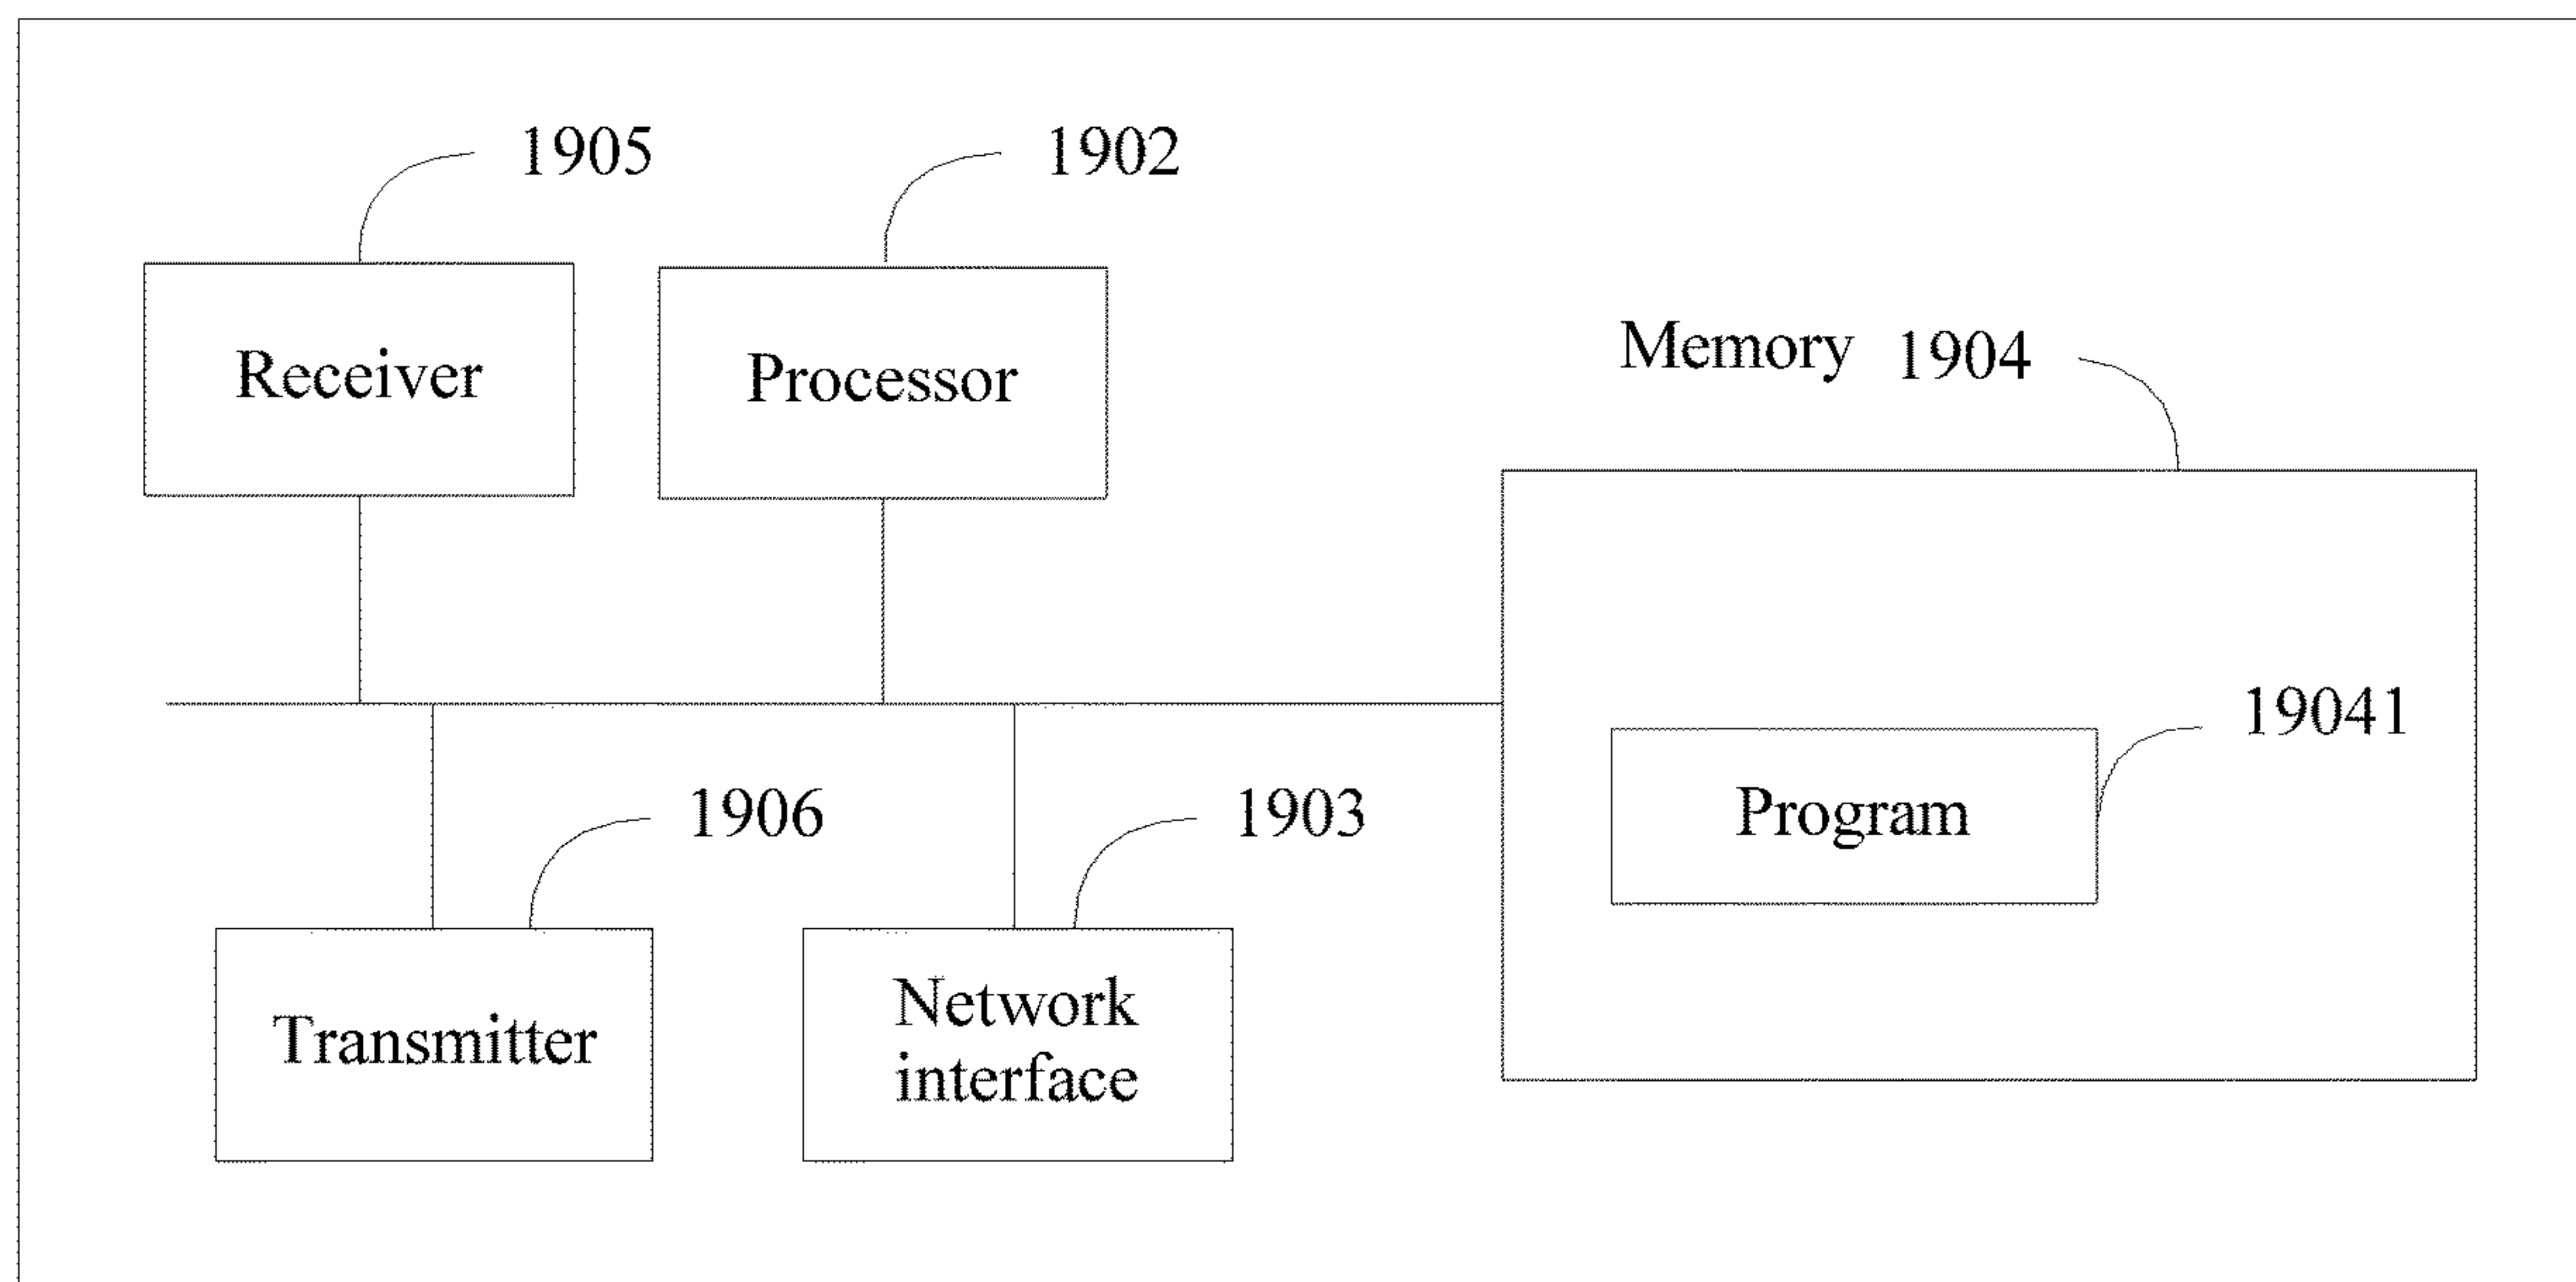 1905
1902
Receiver
Processor
Memory 1904
19041
Program
1906
1903
Transmitter
Network
interface